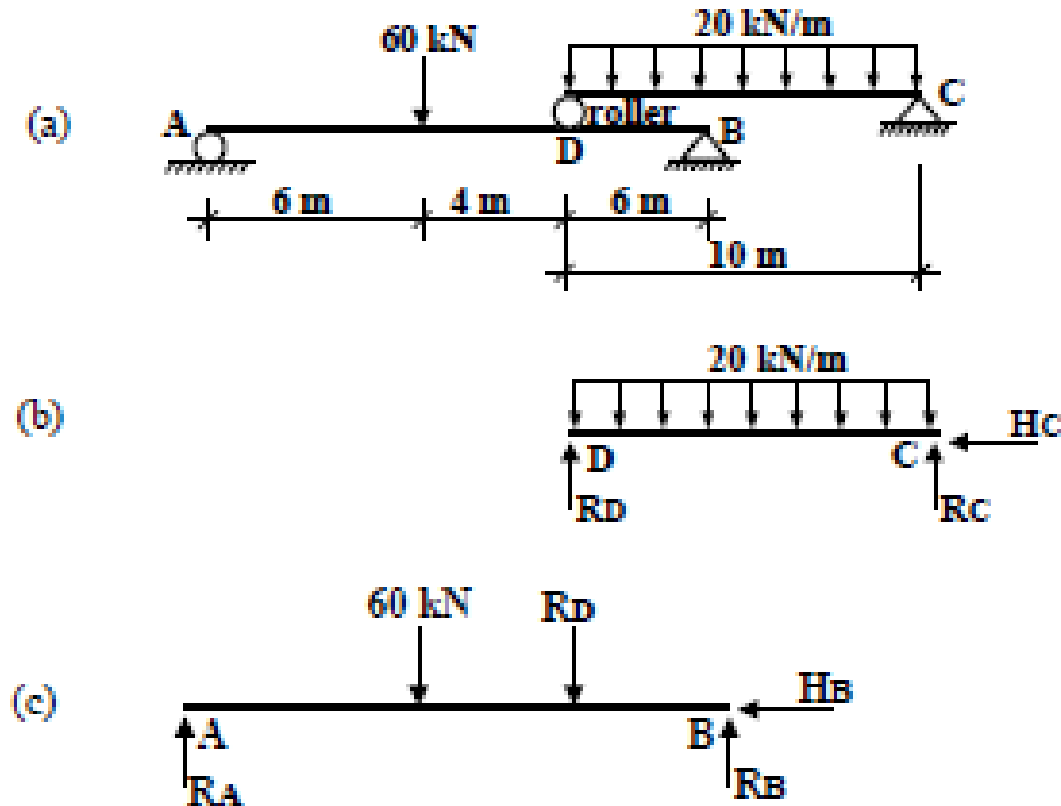 20 kN/m
60 kN
(a) A roller C
D B
6 m 4 m 6 m
10 m
20 kN/m
(b)
D C HC
RD RC
60 kN RD
(c) HB
A B
RA RB